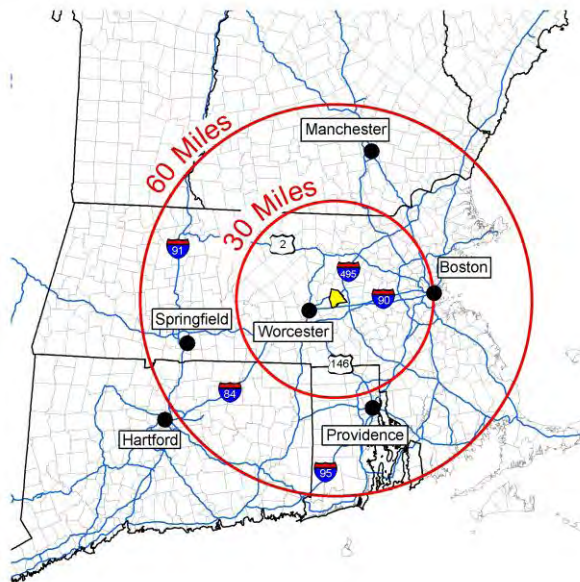 Manchester
60 Miles
30 Miles
2
91
495
Boston
90
Springfield
Worcester
146
84
Providence
Hartford
95